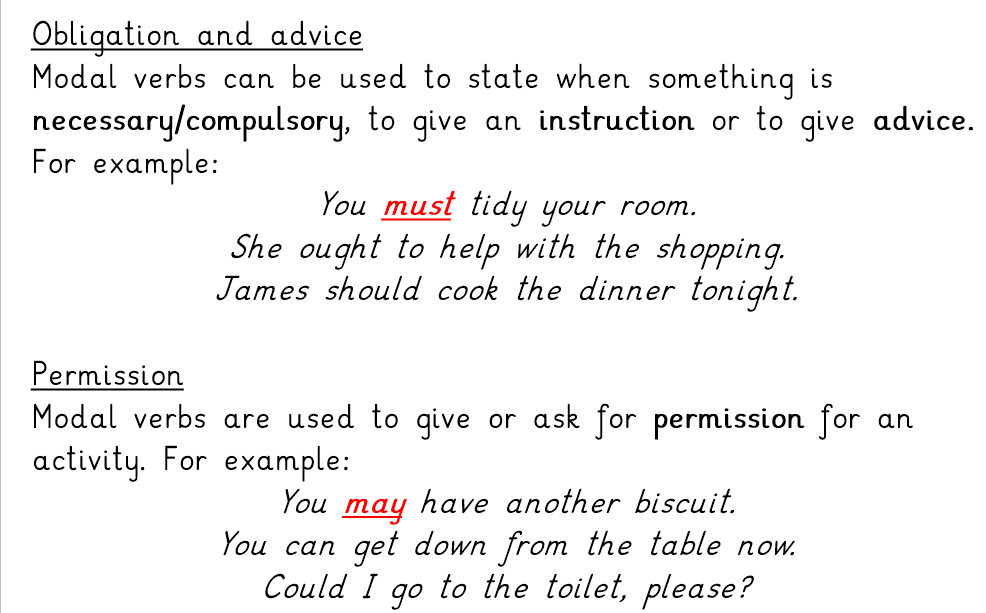 Obligation and advice
Modal verbs can be used to state when something is
necessary/compulsory, to give an instruction or to give advice.
For example:
You must tidy your room.
She ought to help with the shopping.
James should cook the dinner tonight.
Permission
Modal verbs are used to give or ask for permission for an
activity. For example:
You may have another biscuit.
You can get down from the table now.
Could I go to the toilet, please?